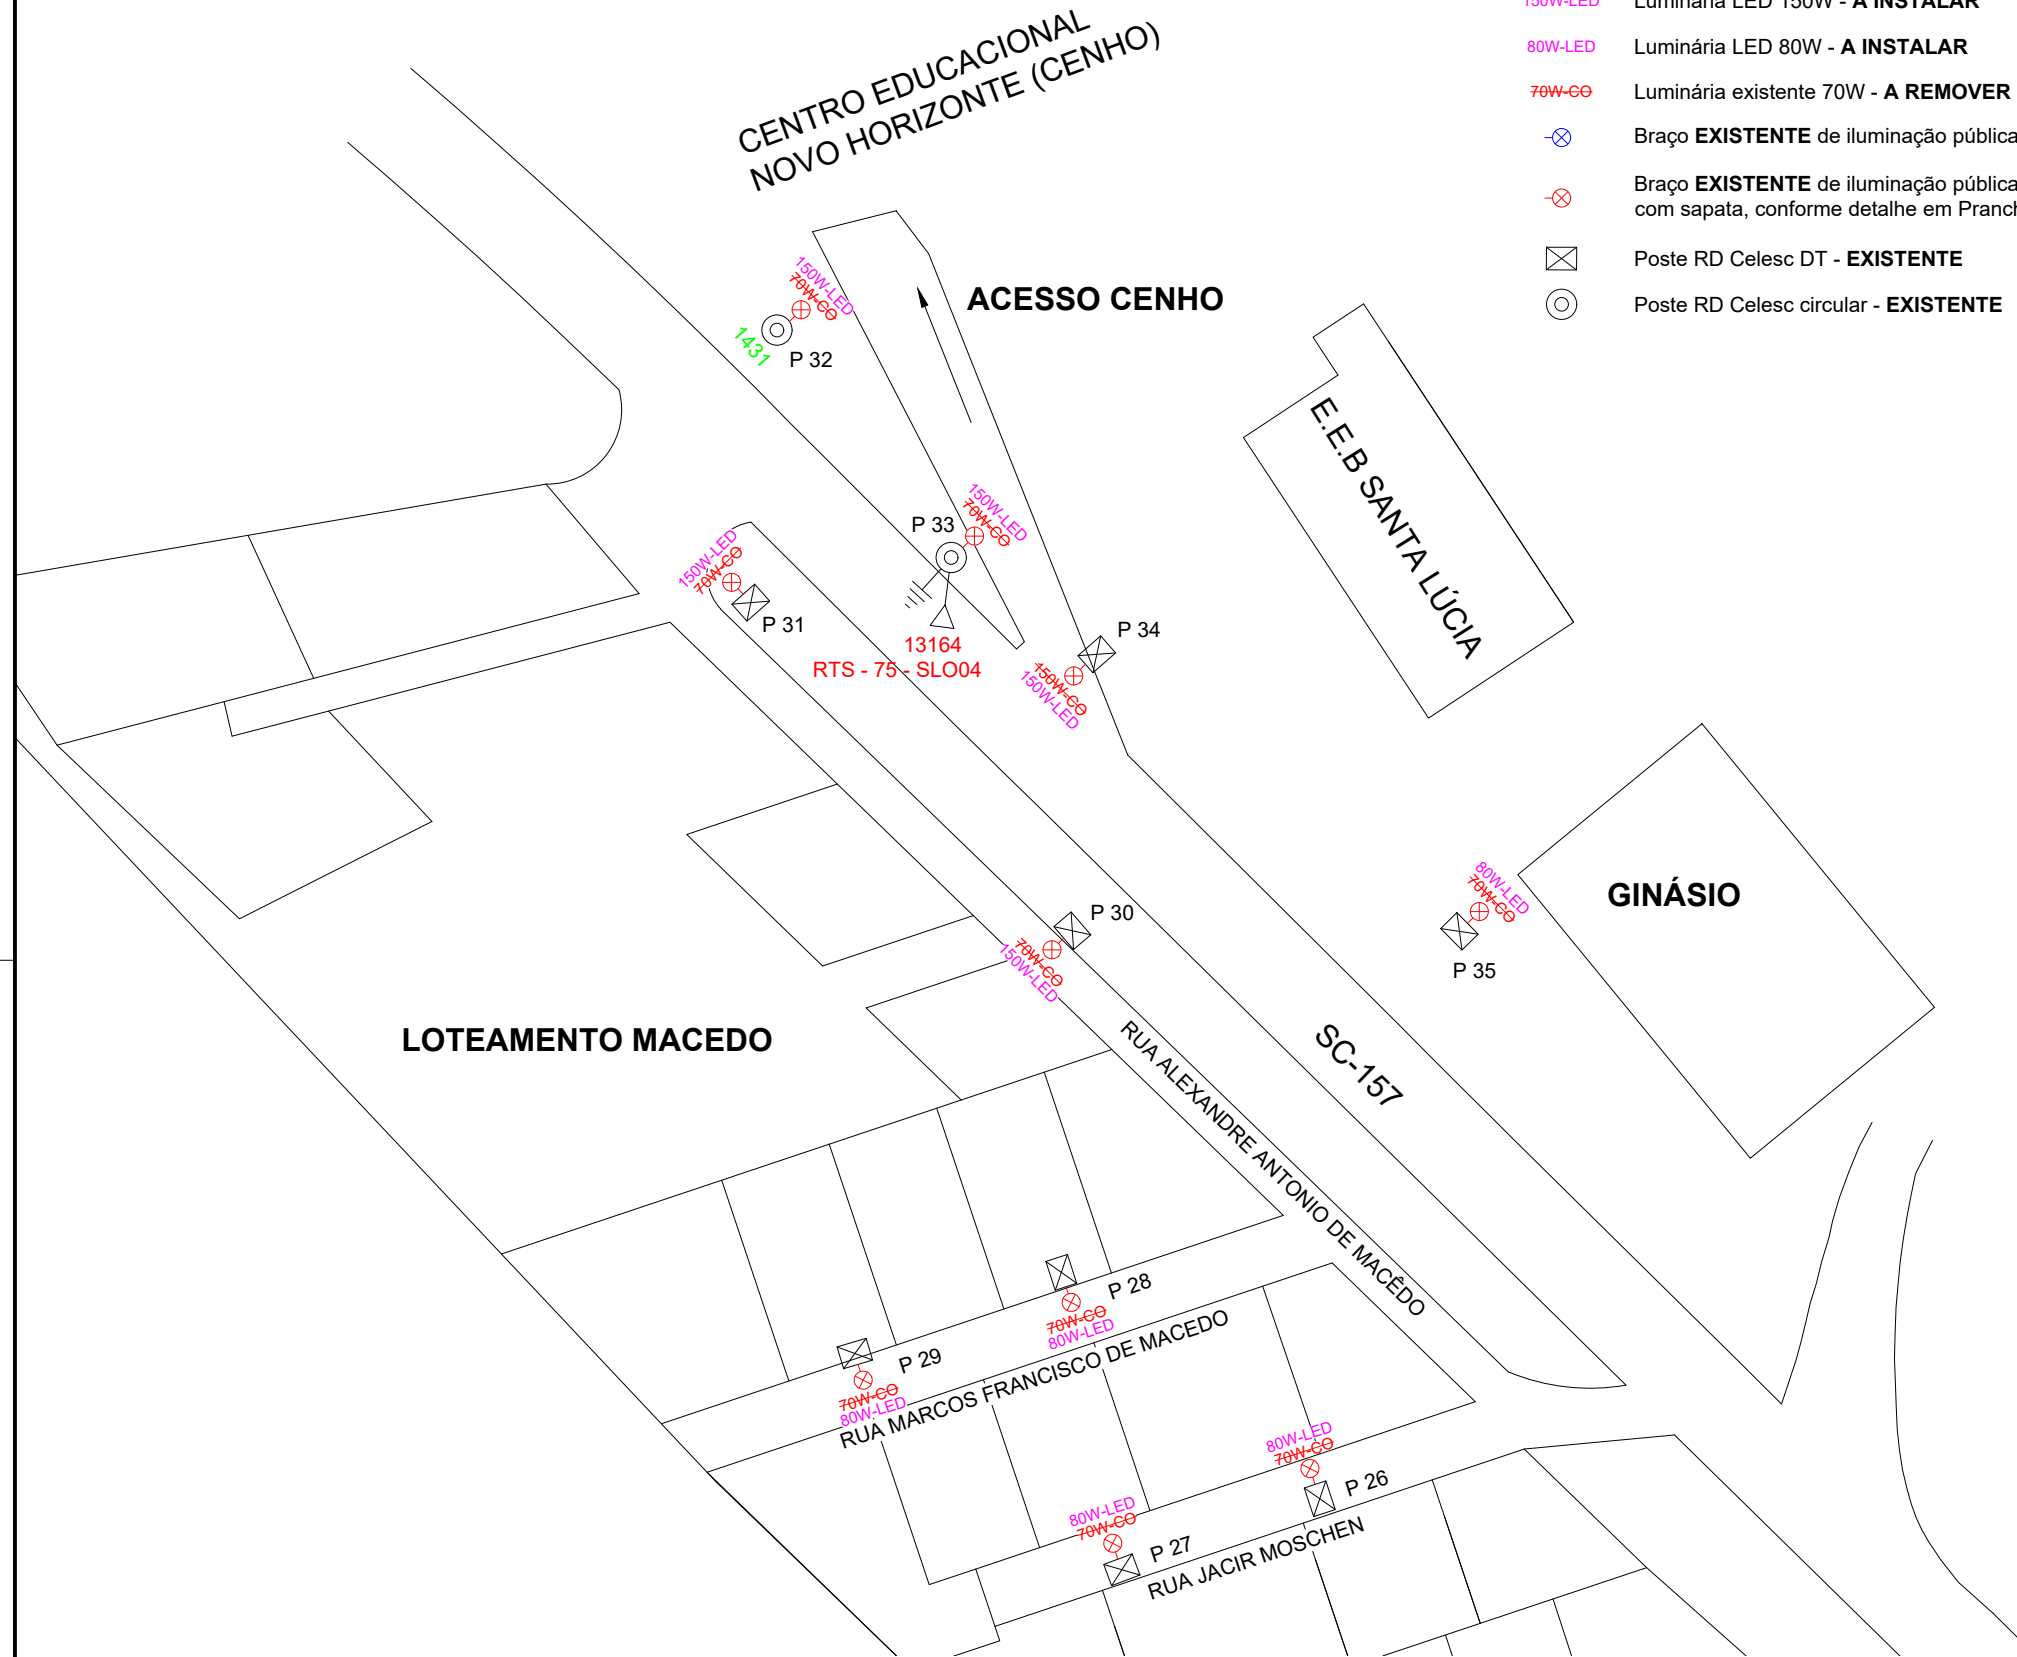 150W-LED Luminária LED 150W - A INSTALAR
80W-LED Luminária LED 80W - A INSTALAR
70W-CO Luminária existente 70W - A REMOVER
Braço EXISTENTE de iluminação pública
Braço EXISTENTE de iluminação pública
com sapata, conforme detalhe em
Poste RD Celesc DT - EXISTENTE
Poste RD Celesc circular - EXISTENTE
CENTRO EDUCACIONAL
NOVO HORIZONTE (CENHO)
150W-LED
70W-CO
1431
P 32
ACESSO CENHO
E.E.B SANTA LÚCIA
150W-LED
70W-CO
P 33
150W-LED
70W-CO
P 31
13164
RTS - 75 - SLO04
P 34
150W-CO
150W-LED
80W-LED
70W-CO
P 35
GINÁSIO
P 30
70W-CO
150W-LED
LOTEAMENTO MACEDO
SC-157
RUA ALEXANDRE ANTONIO DE MACÊDO
P 28
70W-CO
80W-LED
P 29
70W-CO
80W-LED
RUA MARCOS FRANCISCO DE MACEDO
80W-LED
70W-CO
P 26
80W-LED
70W-CO
P 27
RUA JACIR MOSCHEN